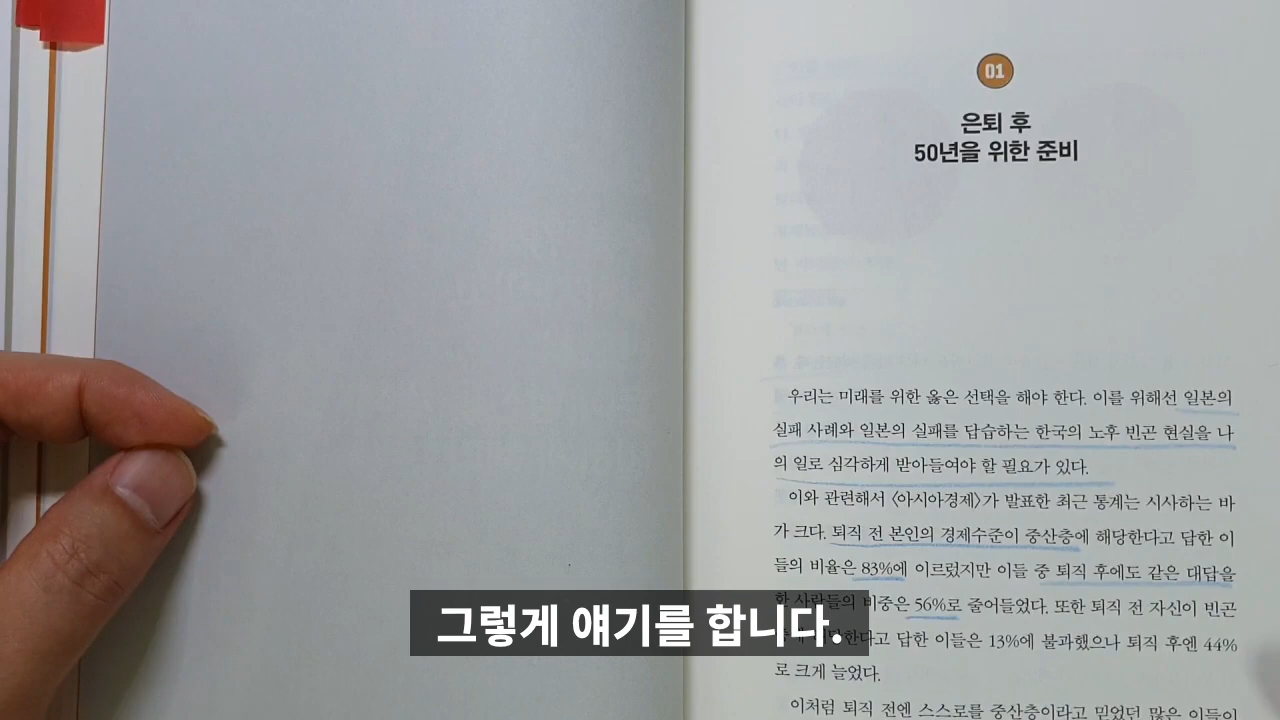 01
은퇴 후
50년을 위한 준비
우리는 미래를 위한 옳은 선택을 해야 한다. 이를 위해선 일본의
실패 사례와 일본의 실패를 답습하는 한국의 노후 빈곤 현실을 나
의 일로 심각하게 받아들여야 할 필요가 있다.
이와 관련해서 〈아시아경제〉가 발표한 최근 통계는 시사하는 바
가 크다. 퇴직 전 본인의 경제수준이 중산층에 해당한다고 답한 이
들의 비율은 83%에 이르렀지만 이들 중 퇴직 후에도 같은 대답을
한 사람들의 비중은 56%로 줄어들었다. 또한 퇴직 전 자신이 빈곤
답한 이들은 13%에 불과했으나 퇴직 후엔 44%
로 크게 늘었다.
이처럼 퇴직 전엔 스스로를 중산층이라고 믿었던 많은 이들이
그렇게 얘기를 합니다.